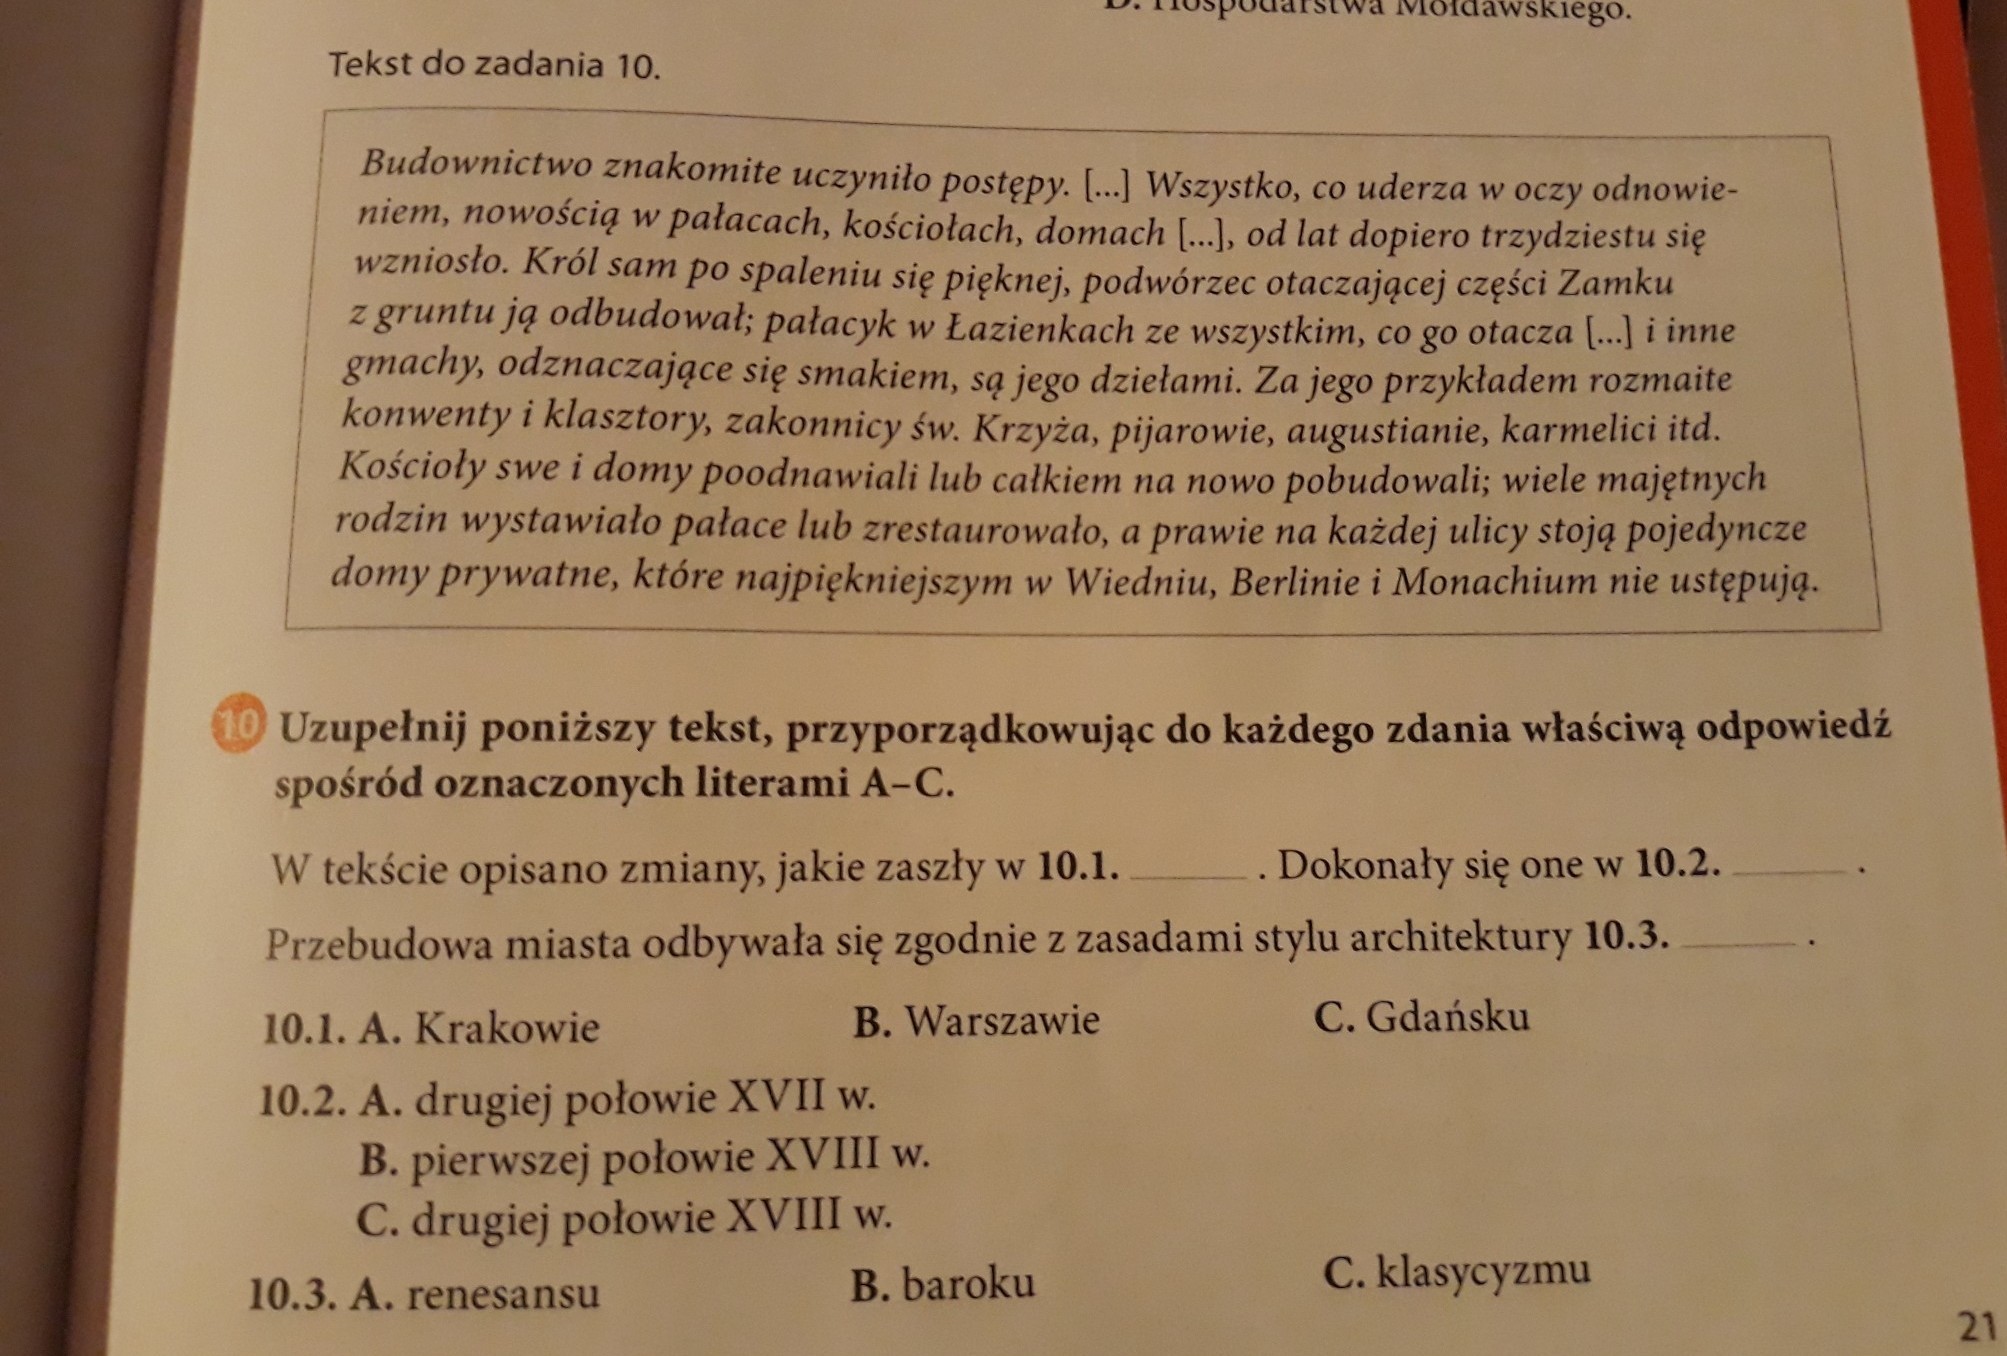 D. Hospodarstwa Mołdawskiego.
Tekst do zadania 10.
Budownictwo znakomite uczyniło postępy. [...] Wszystko, co uderza w oczy odnowie-
niem, nowością w pałacach, kościołach, domach [...], od lat dopiero trzydziestu się
wzniosło. Król sam po spaleniu się pięknej, podwórzec otaczającej części Zamku
z gruntu ją odbudował; pałacyk w Łazienkach ze wszystkim, co go otacza [...] i inne
gmachy, odznaczające się smakiem, są jego dziełami. Za jego przykładem rozmaite
konwenty i klasztory, zakonnicy św. Krzyża, pijarowie, augustianie, karmelici itd.
Kościoły swe i domy poodnawiali lub całkiem na nowo pobudowali; wiele majętnych
rodzin wystawiało pałace lub zrestaurowało, a prawie na każdej ulicy stoją pojedyncze
domy prywatne, które najpiękniejszym w Wiedniu, Berlinie i Monachium nie ustępują.
10 Uzupełnij poniższy tekst, przyporządkowując do każdego zdania właściwą odpowiedź
spośród oznaczonych literami A–C.
W tekście opisano zmiany, jakie zaszły w 10.1. ______ . Dokonały się one w 10.2. ______ .
Przebudowa miasta odbywała się zgodnie z zasadami stylu architektury 10.3. ______ .
10.1. A. Krakowie B. Warszawie C. Gdańsku
10.2. A. drugiej połowie XVII w.
B. pierwszej połowie XVIII w.
C. drugiej połowie XVIII w.
10.3. A. renesansu B. baroku C. klasycyzmu
21